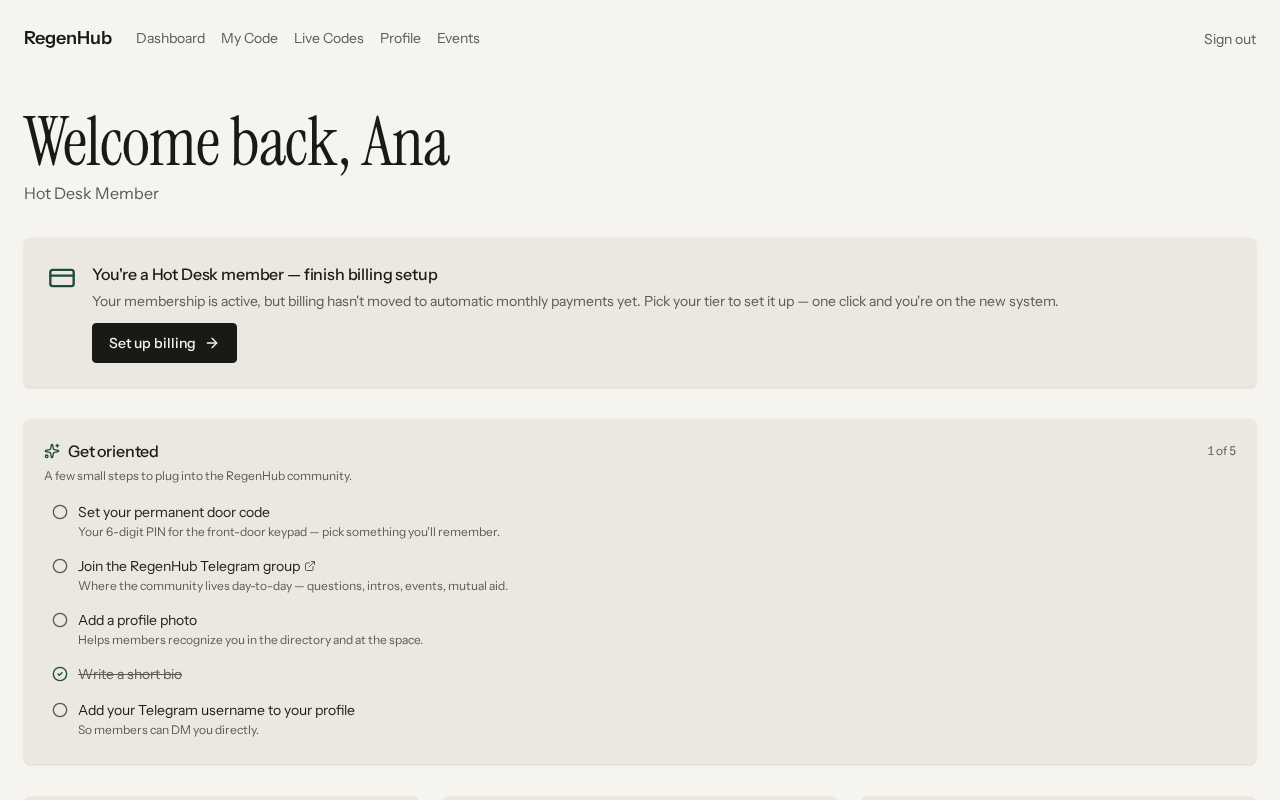 RegenHub Dashboard My Code Live Codes Profile Events Sign out
Welcome back, Ana
Hot Desk Member
You're a Hot Desk member — finish billing setup
Your membership is active, but billing hasn't moved to automatic monthly payments yet. Pick your tier to set it up — one click and you're on the new system.
Set up billing
Get oriented 1 of 5
A few small steps to plug into the RegenHub community.
Set your permanent door code
Your 6-digit PIN for the front-door keypad — pick something you'll remember.
Join the RegenHub Telegram group
Where the community lives day-to-day — questions, intros, events, mutual aid.
Add a profile photo
Helps members recognize you in the directory and at the space.
Write a short bio
Add your Telegram username to your profile
So members can DM you directly.